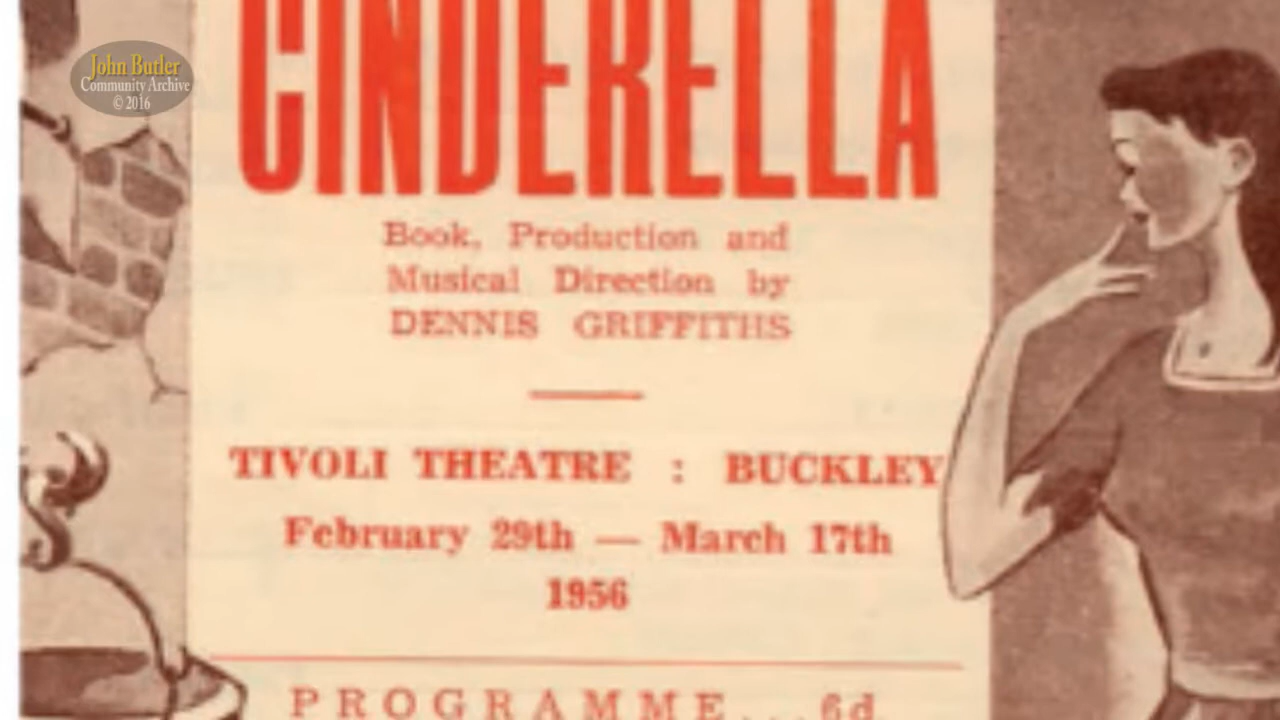 John Butler
Community Archive
© 2016
CINDERELLA
Book, Production and
Musical Direction by
DENNIS GRIFFITHS
TIVOLI THEATRE : BUCKLEY
February 29th — March 17th
1956
PROGRAMME... 6d.